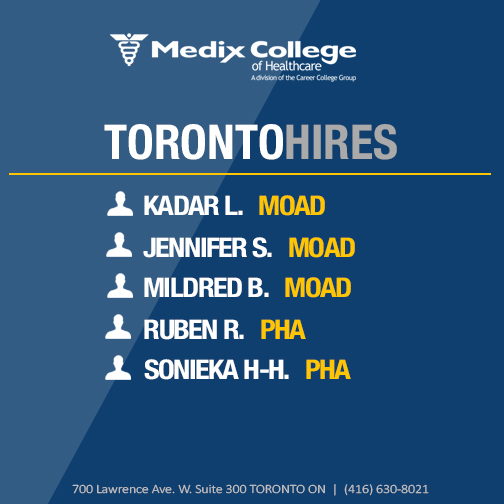 Medix College
of Healthcare
A division of the Career College Group
TORONTOHIRES
KADAR L. MOAD
JENNIFER S. MOAD
MILDRED B. MOAD
RUBEN R. PHA
SONIEKA H-H. PHA
700 Lawrence Ave. W. Suite 300 TORONTO ON | (416) 630-8021